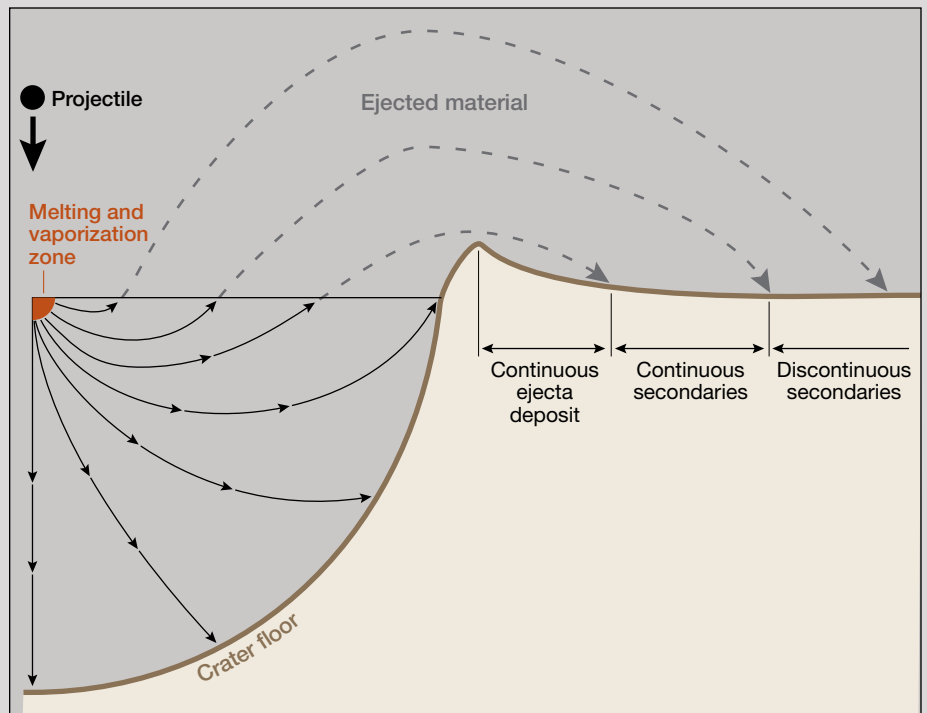 Projectile
Ejected material
Melting and
vaporization
zone
Continuous
ejecta
deposit
Continuous
secondaries
Discontinuous
secondaries
Crater floor